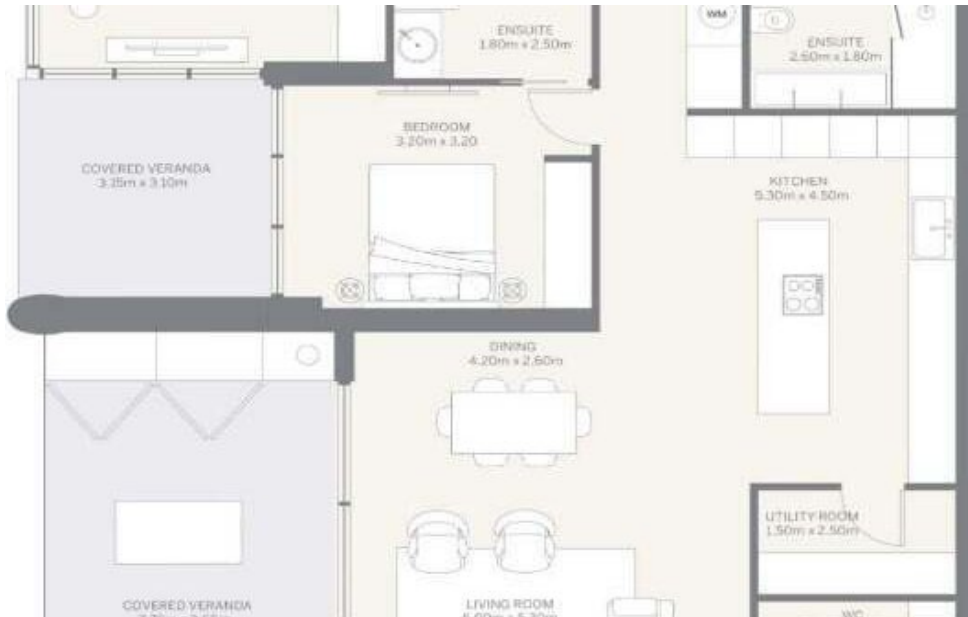 WM
ENSUITE
1.80m x 2.50m
ENSUITE
2.60m x 1.80m
BEDROOM
3.20m x 3.20
COVERED VERANDA
3.15m x 3.10m
KITCHEN
5.30m x 4.50m
DINING
4.20m x 2.60m
UTILITY ROOM
1.50m x 2.50m
COVERED VERANDA
LIVING ROOM
WC